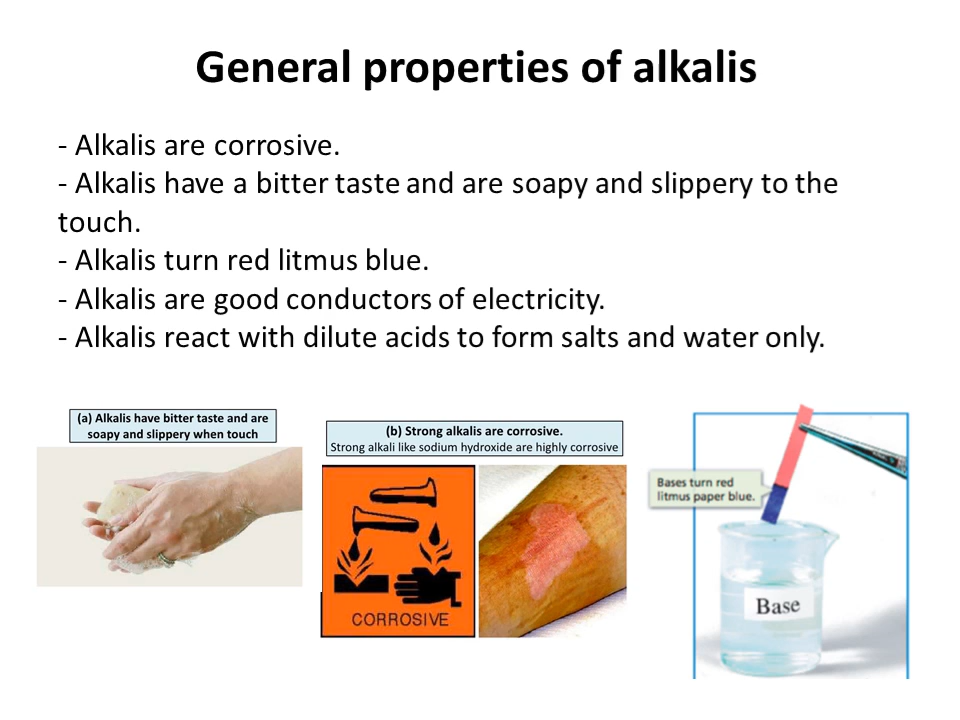 General properties of alkalis
- Alkalis are corrosive.
- Alkalis have a bitter taste and are soapy and slippery to the
touch.
- Alkalis turn red litmus blue.
- Alkalis are good conductors of electricity.
- Alkalis react with dilute acids to form salts and water only.
(a) Alkalis have bitter taste and are
soapy and slippery when touch
(b) Strong alkalis are corrosive.
Strong alkali like sodium hydroxide are highly corrosive
CORROSIVE
Bases turn red
litmus paper blue.
Base